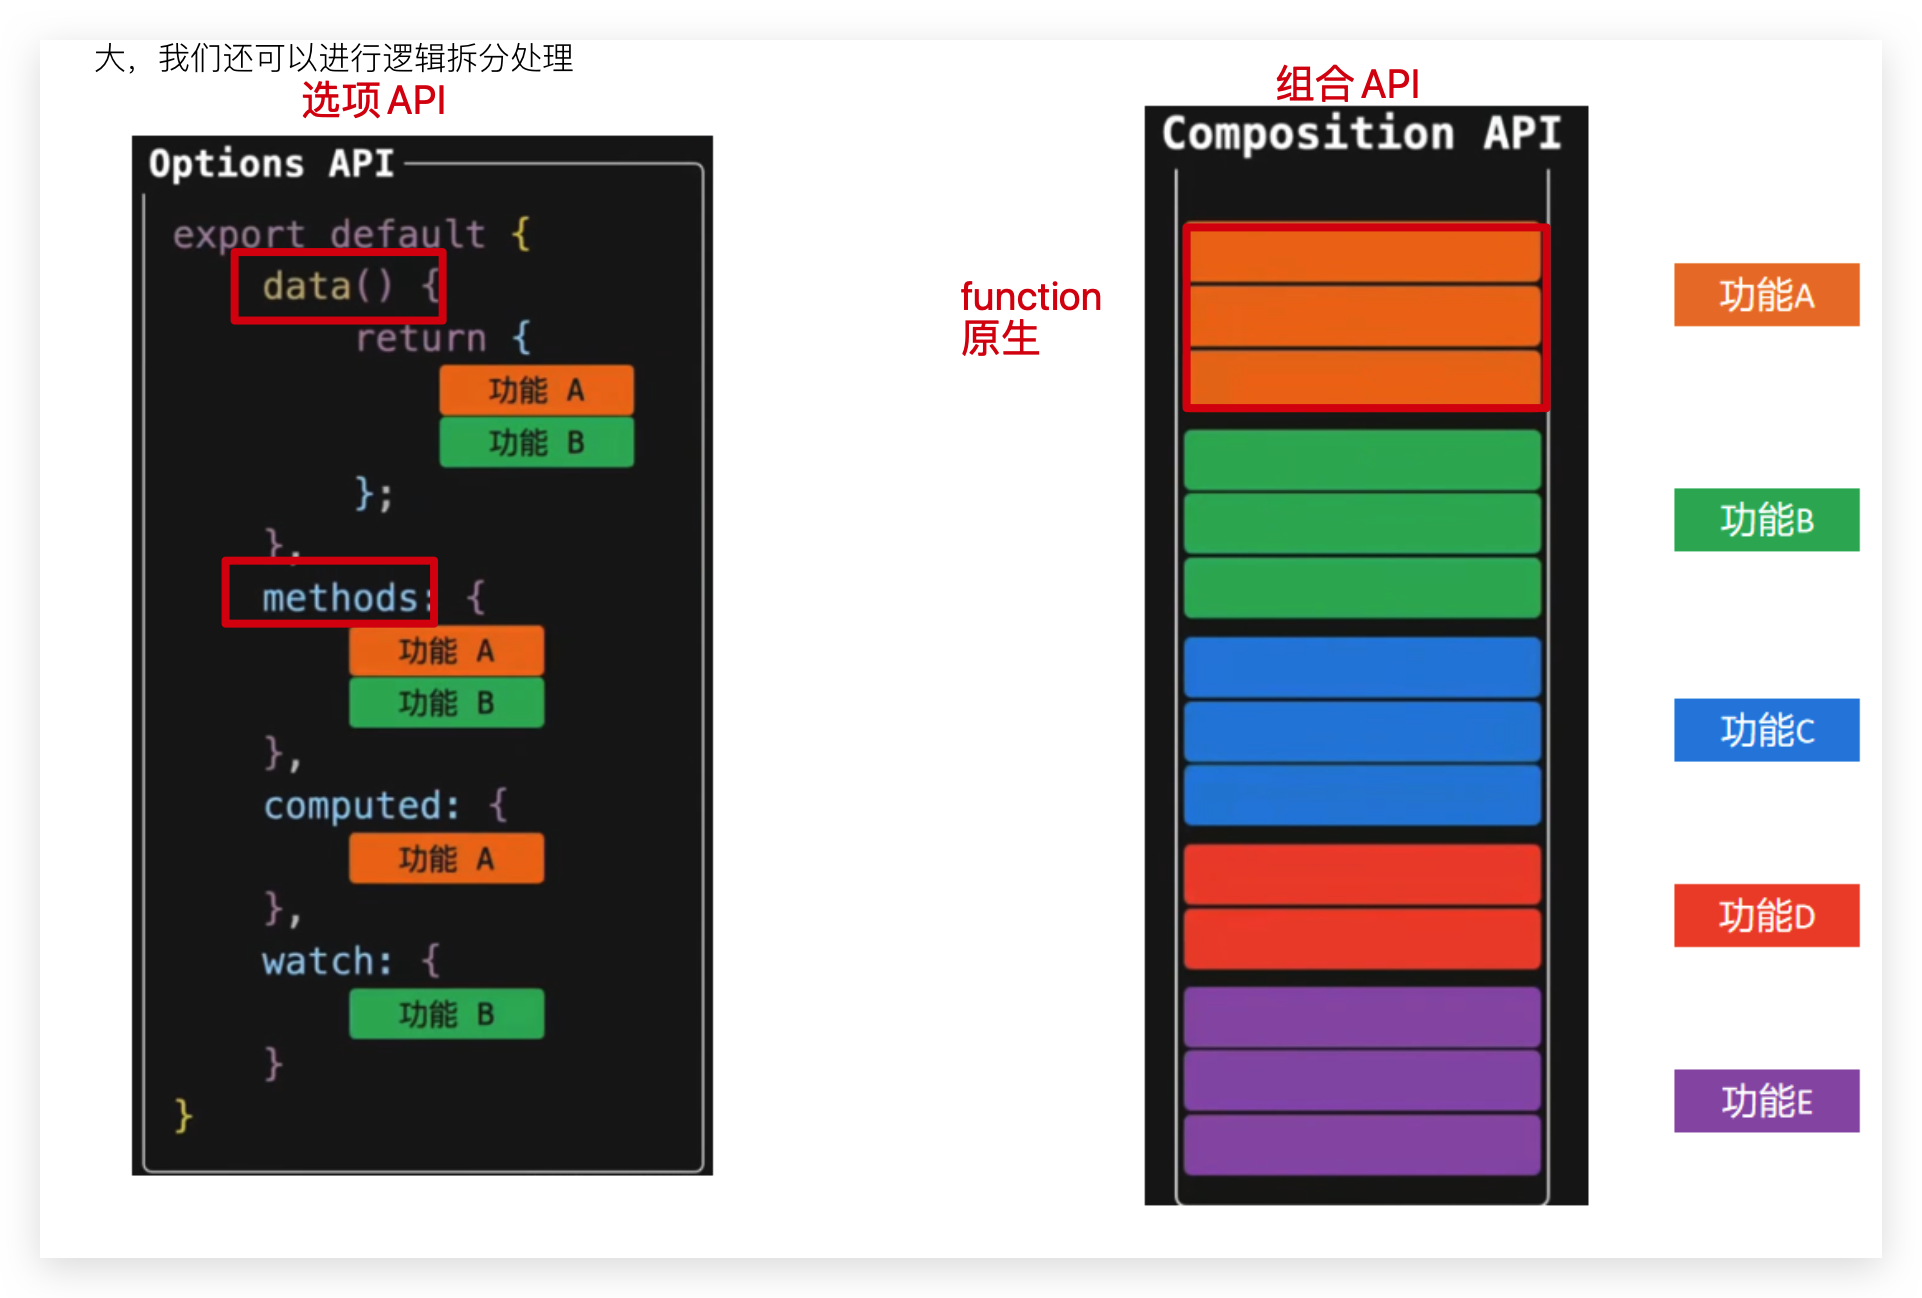 大，我们还可以进行逻辑拆分处理
选项API
Options API
export default {
data() {
return {
功能 A
功能 B
};
},
methods: {
功能 A
功能 B
},
computed: {
功能 A
},
watch: {
功能 B
}
}
组合API
Composition API
function
原生
功能A
功能B
功能C
功能D
功能E